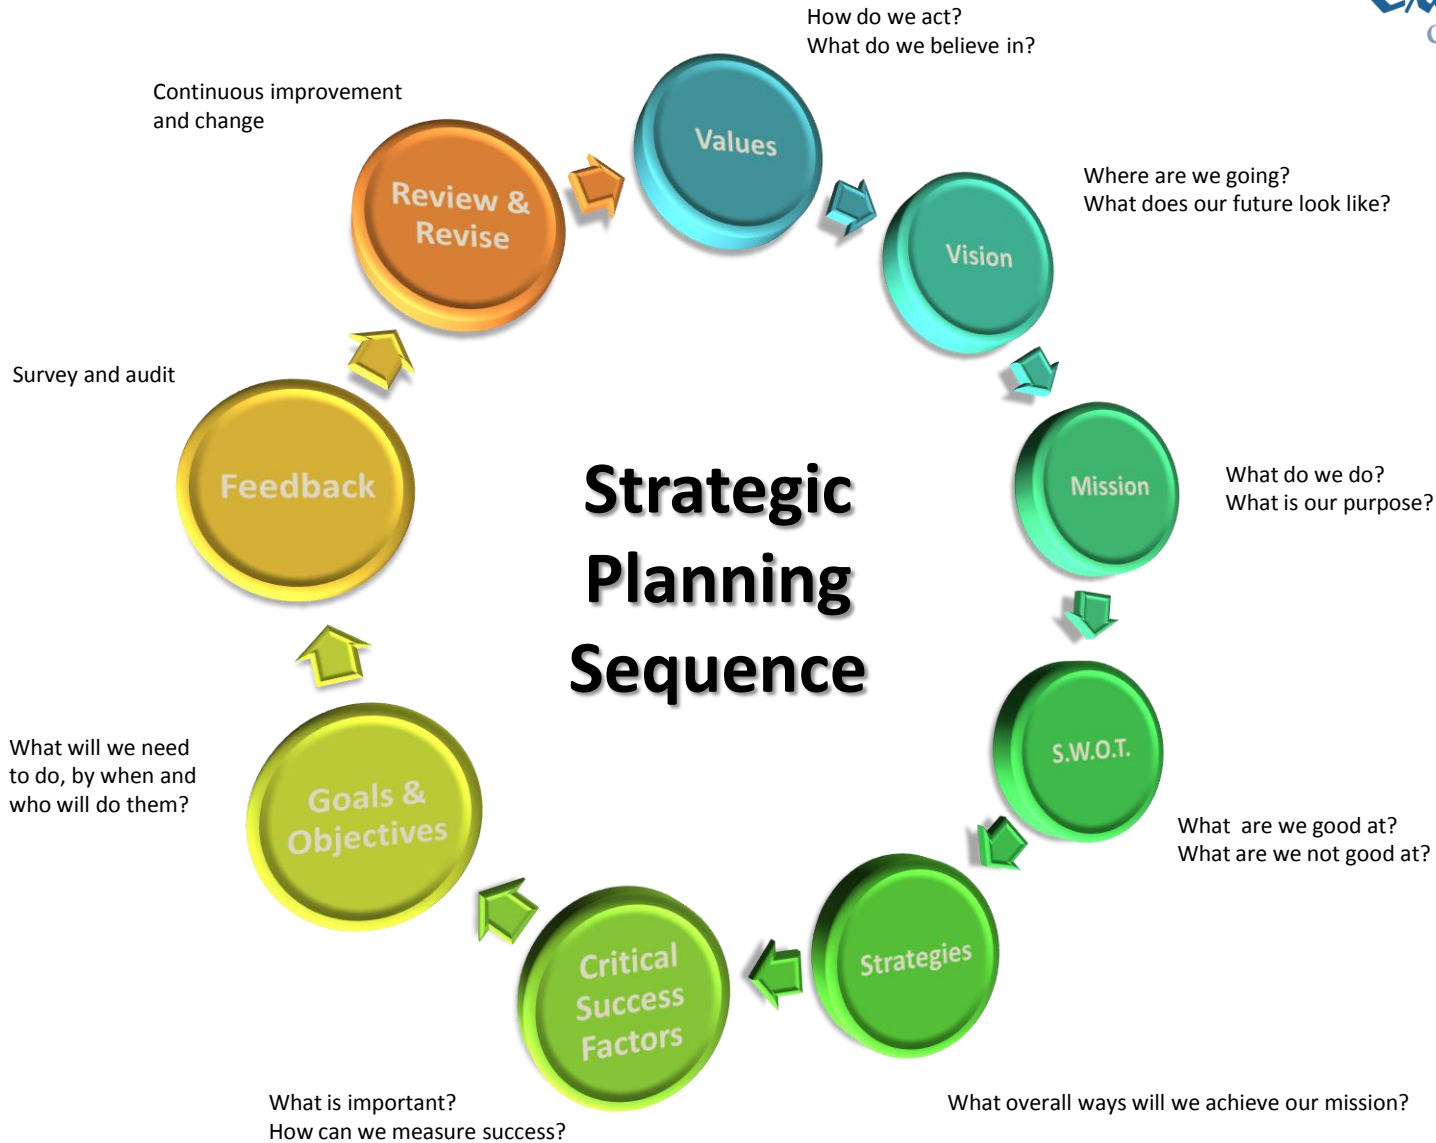 How do we act?
What do we believe in?
Continuous improvement
and change
Values
Review &
Revise
Where are we going?
What does our future look like?
Vision
Survey and audit
Feedback
Strategic
Planning
Sequence
Mission
What do we do?
What is our purpose?
What will we need
to do, by when and
who will do them?
Goals &
Objectives
S.W.O.T.
What  are we good at?
What are we not good at?
Critical
Success
Factors
Strategies
What is important?
How can we measure success?
What overall ways will we achieve our mission?